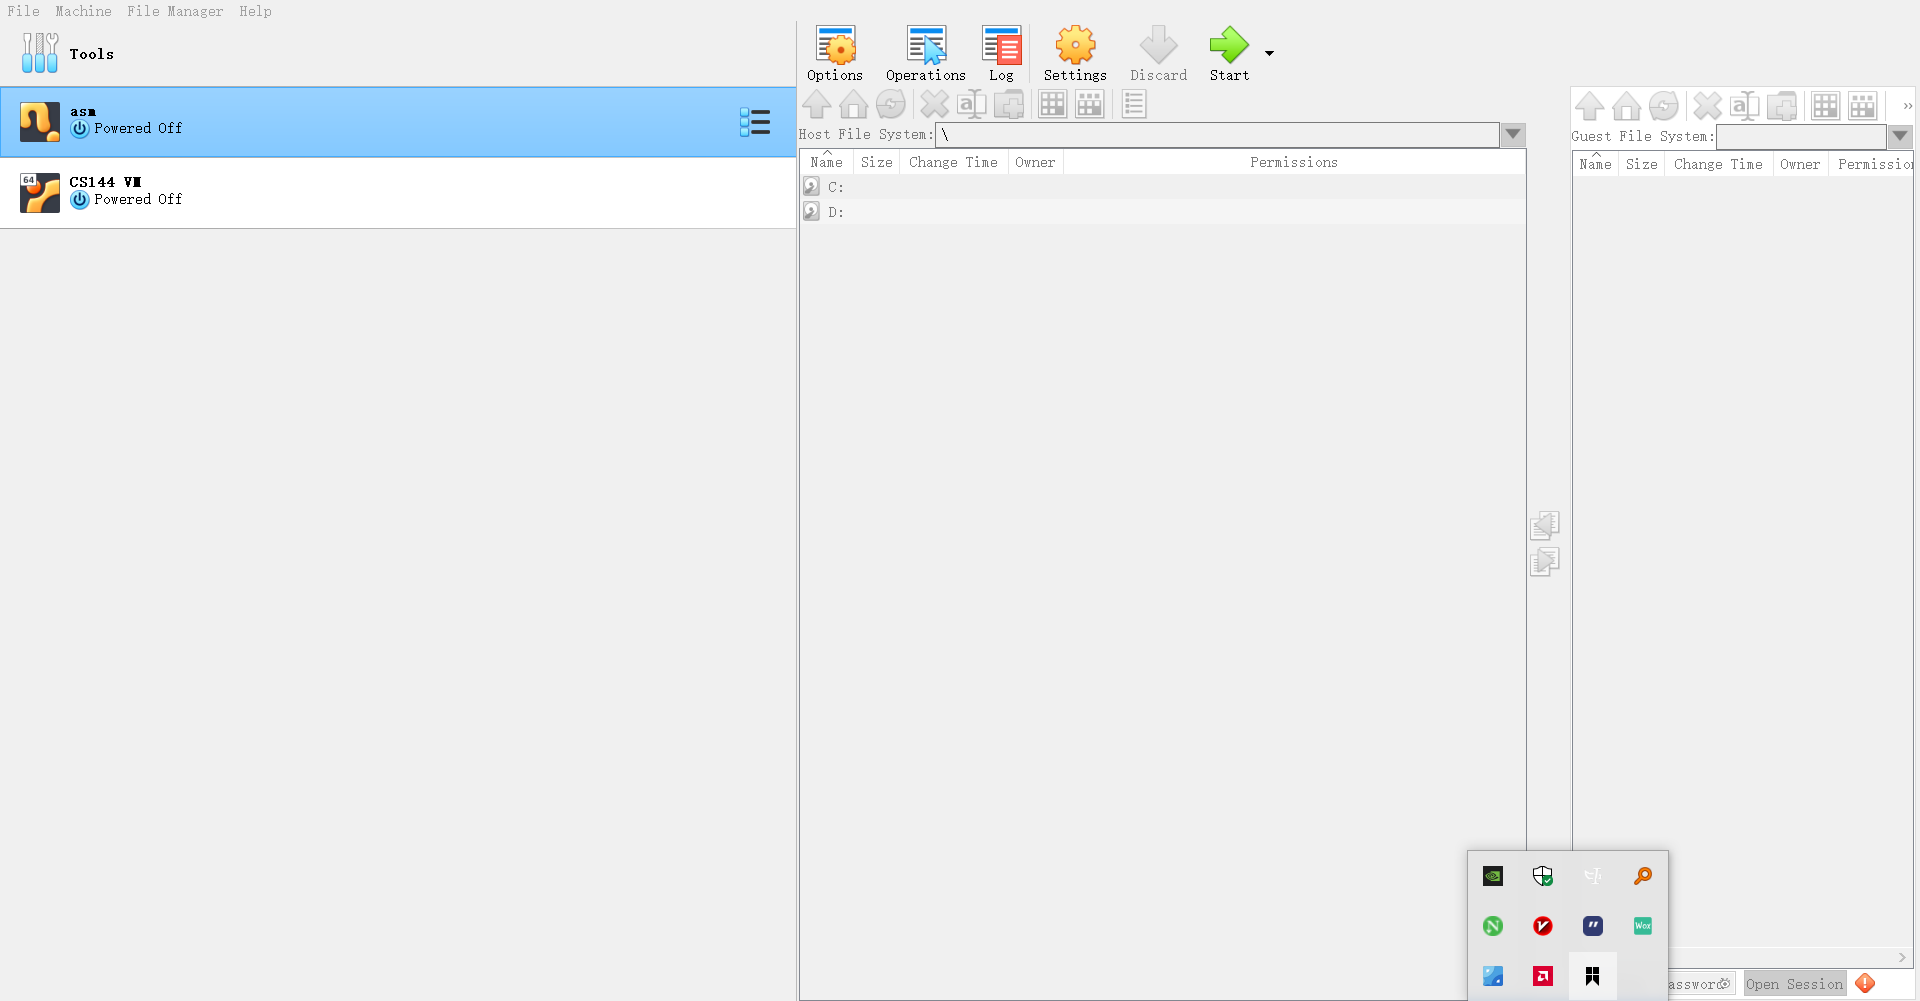 File Machine File Manager Help
Tools
asm
Powered Off
64
CS144 VM
Powered Off
Options Operations Log Settings Discard Start
Host File System: \
Name Size Change Time Owner Permissions
C:
D:
Guest File System:
Name Size Change Time Owner
Wox
Open Session